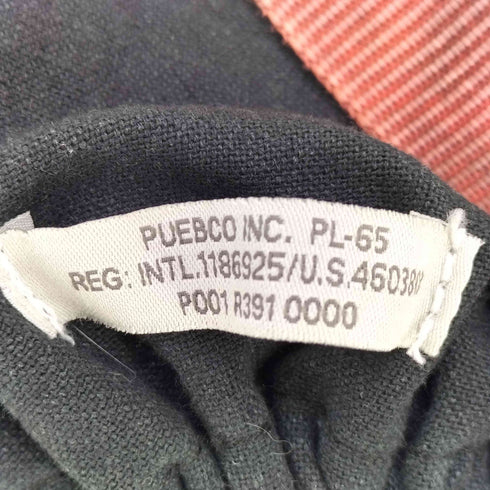 PUEBCO INC. PL-65
REG: INTL.1186925/U.S.
P001 R391 0000